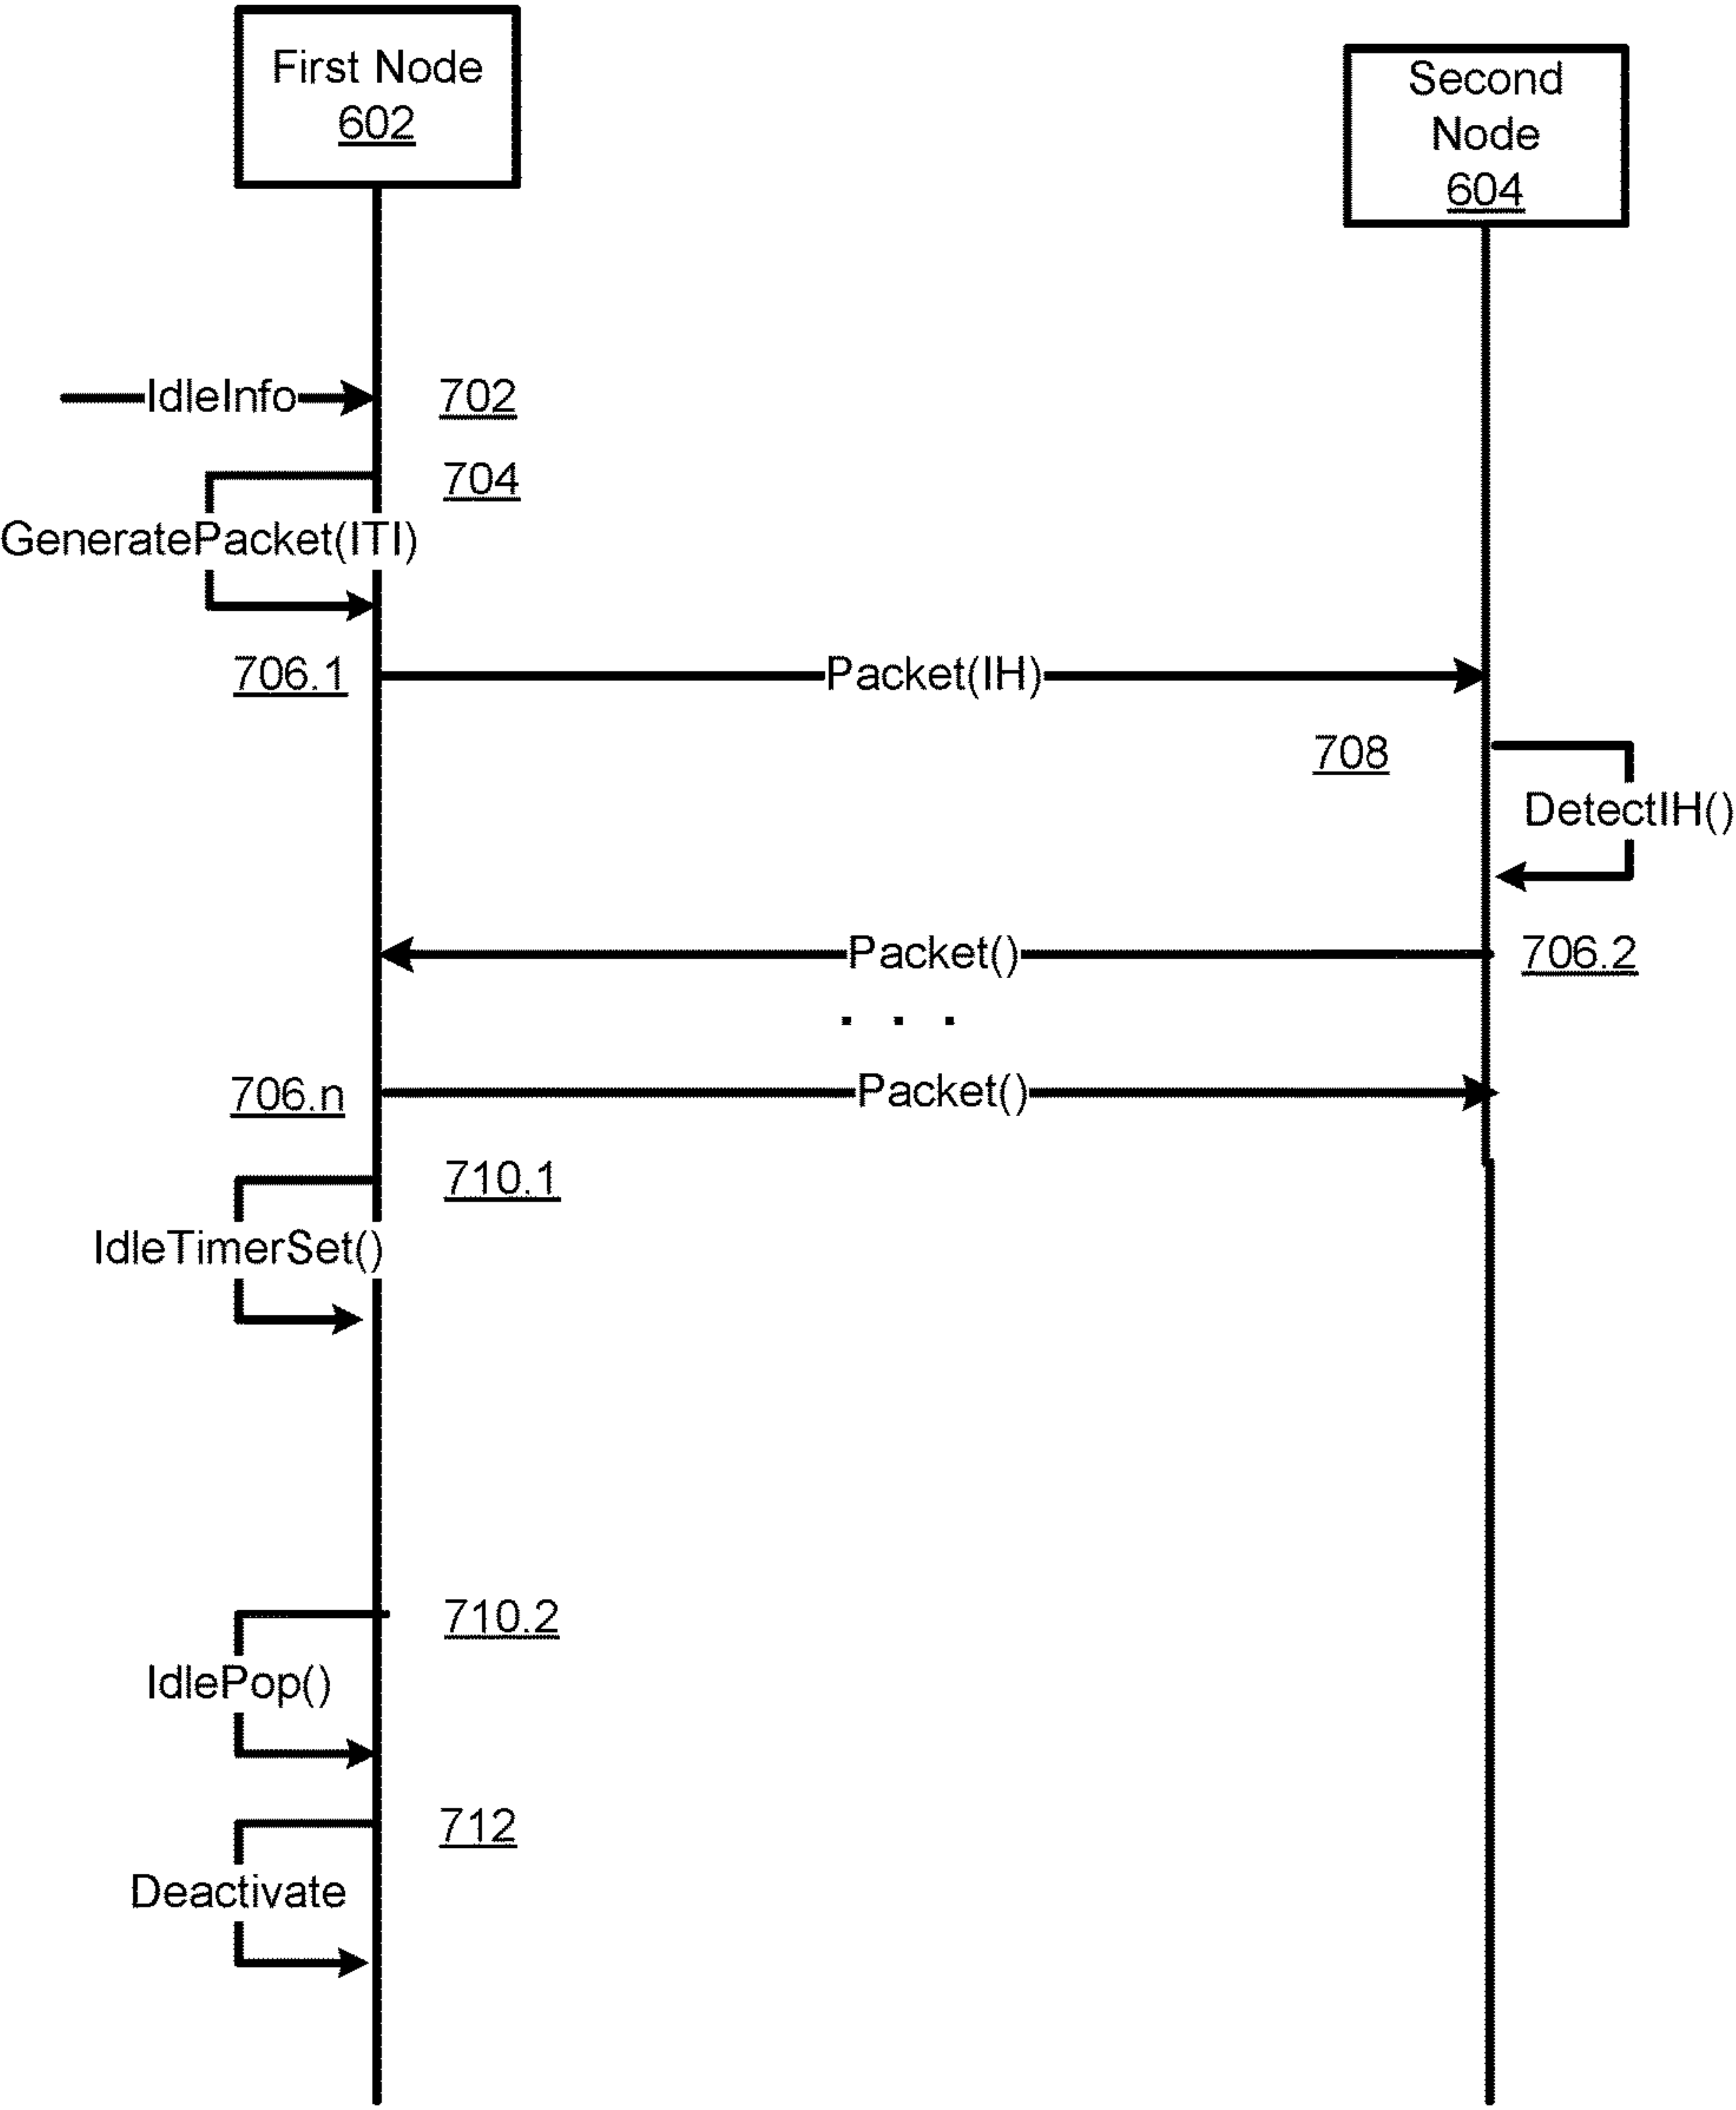 First Node
602
Second
Node
604
IdleInfo
702
704
GeneratePacket(ITI)
706.1
Packet(IH)
708
DetectIH()
Packet()
706.2
. . .
706.n
Packet()
710.1
IdleTimerSet()
710.2
IdlePop()
712
Deactivate